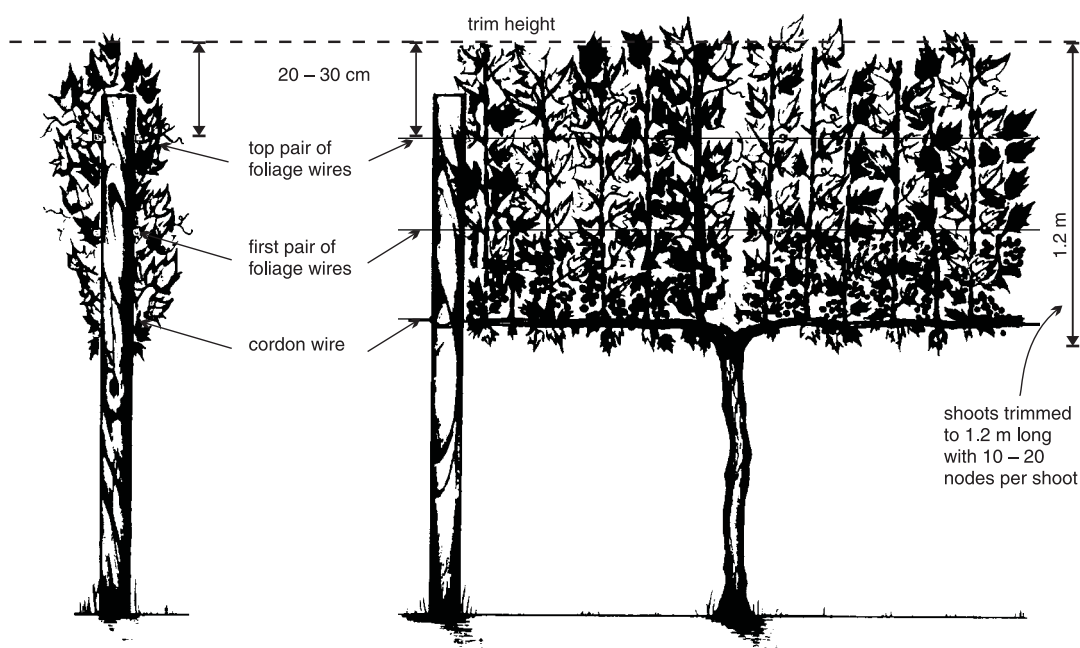 trim height
20 – 30 cm
top pair of
foliage wires
first pair of
foliage wires
cordon wire
1.2 m
shoots trimmed
to 1.2 m long
with 10 – 20
nodes per shoot